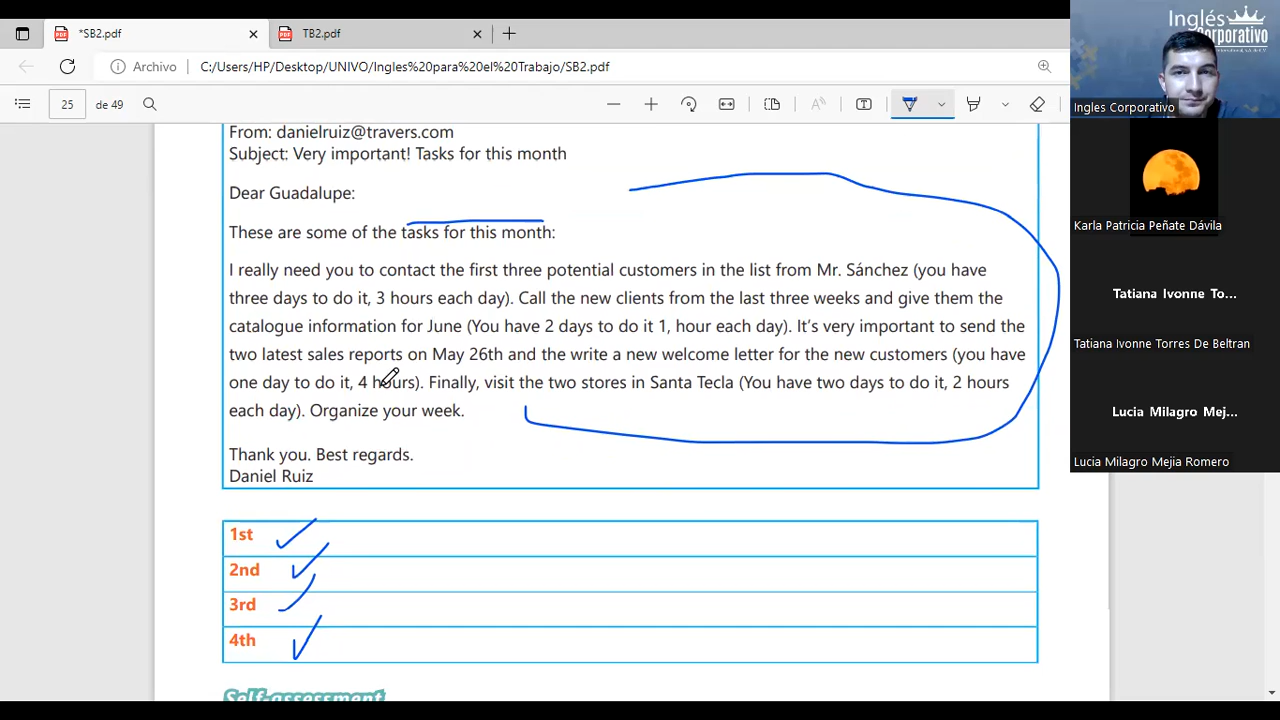 *SB2.pdf
TB2.pdf
Archivo
C:/Users/HP/Desktop/UNIVO/Ingles%20para%20el%20Trabajo/SB2.pdf
25
de 49
From: danielruiz@travers.com
Subject: Very important! Tasks for this month
Dear Guadalupe:
These are some of the tasks for this month:
I really need you to contact the first three potential customers in the list from Mr. Sánchez (you have
three days to do it, 3 hours each day). Call the new clients from the last three weeks and give them the
catalogue information for June (You have 2 days to do it 1, hour each day). It's very important to send the
two latest sales reports on May 26th and the write a new welcome letter for the new customers (you have
one day to do it, 4 hours). Finally, visit the two stores in Santa Tecla (You have two days to do it, 2 hours
each day). Organize your week.
Thank you. Best regards.
Daniel Ruiz
1st
2nd
3rd
4th
Self-assessment
Inglés
Corporativo
Ingles Corporativo
Karla Patricia Peñate Dávila
Tatiana Ivonne To...
Tatiana Ivonne Torres De Beltran
Lucia Milagro Mej...
Lucia Milagro Mejia Romero